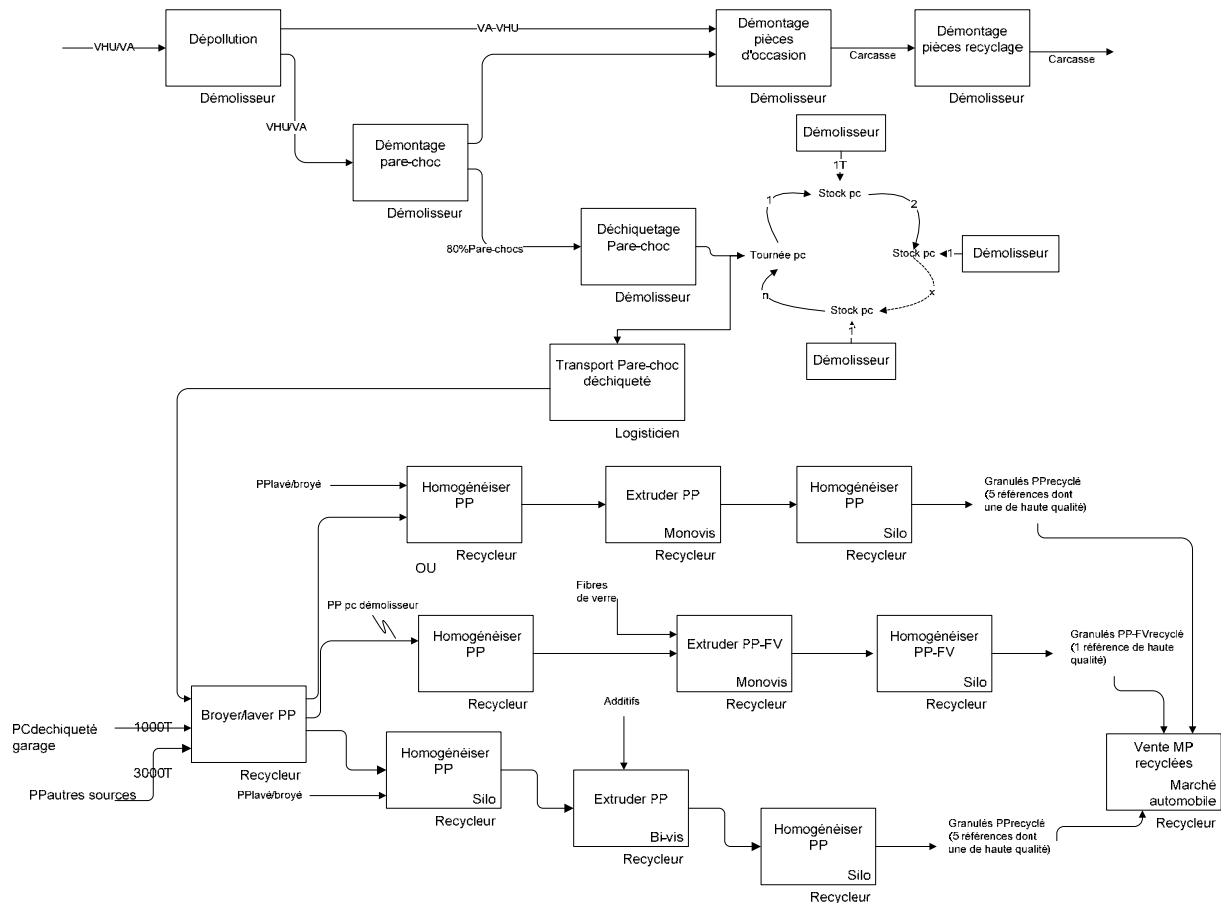 VHU/VA
Dépollution
Démolisseur
VA-VHU
Démontage
pièces
d'occasion
Démolisseur
Carcasse
Démontage
pièces recyclage
Démolisseur
Carcasse
VHU/VA
Démontage
pare-choc
Démolisseur
80%Pare-chocs
Déchiquetage
Pare-choc
Démolisseur
Démolisseur
1T
Stock pc
1
2
Tournée pc
Stock pc
1
Démolisseur
n
x
Stock pc
1
Démolisseur
Transport Pare-choc
déchiqueté
Logisticien
PPlavé/broyé
Homogénéiser
PP
Recycleur
OU
Extruder PP
Monovis
Recycleur
Homogénéiser
PP
Silo
Recycleur
Granulés PPrecyclé
(5 références dont
une de haute qualité)
PP pc démolisseur
Homogénéiser
PP
Recycleur
Fibres
de verre
Extruder PP-FV
Monovis
Recycleur
Homogénéiser
PP-FV
Silo
Recycleur
Granulés PP-FVrecyclé
(1 référence de haute
qualité)
PCdechiqueté
garage
1000T
3000T
PPautres sources
Broyer/laver PP
Recycleur
Homogénéiser
PP
Silo
Recycleur
PPlavé/broyé
Additifs
Extruder PP
Bi-vis
Recycleur
Homogénéiser
PP
Silo
Recycleur
Granulés PPrecyclé
(5 références dont
une de haute qualité)
Vente MP
recyclées
Marché
automobile
Recycleur